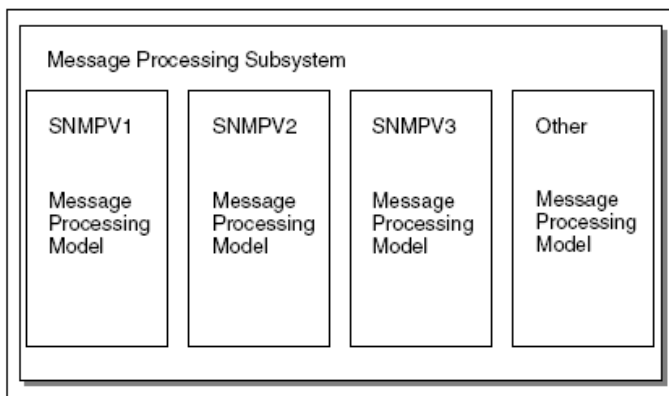 Message Processing Subsystem
SNMPV1
Message
Processing
Model
SNMPV2
Message
Processing
Model
SNMPV3
Message
Processing
Model
Other
Message
Processing
Model